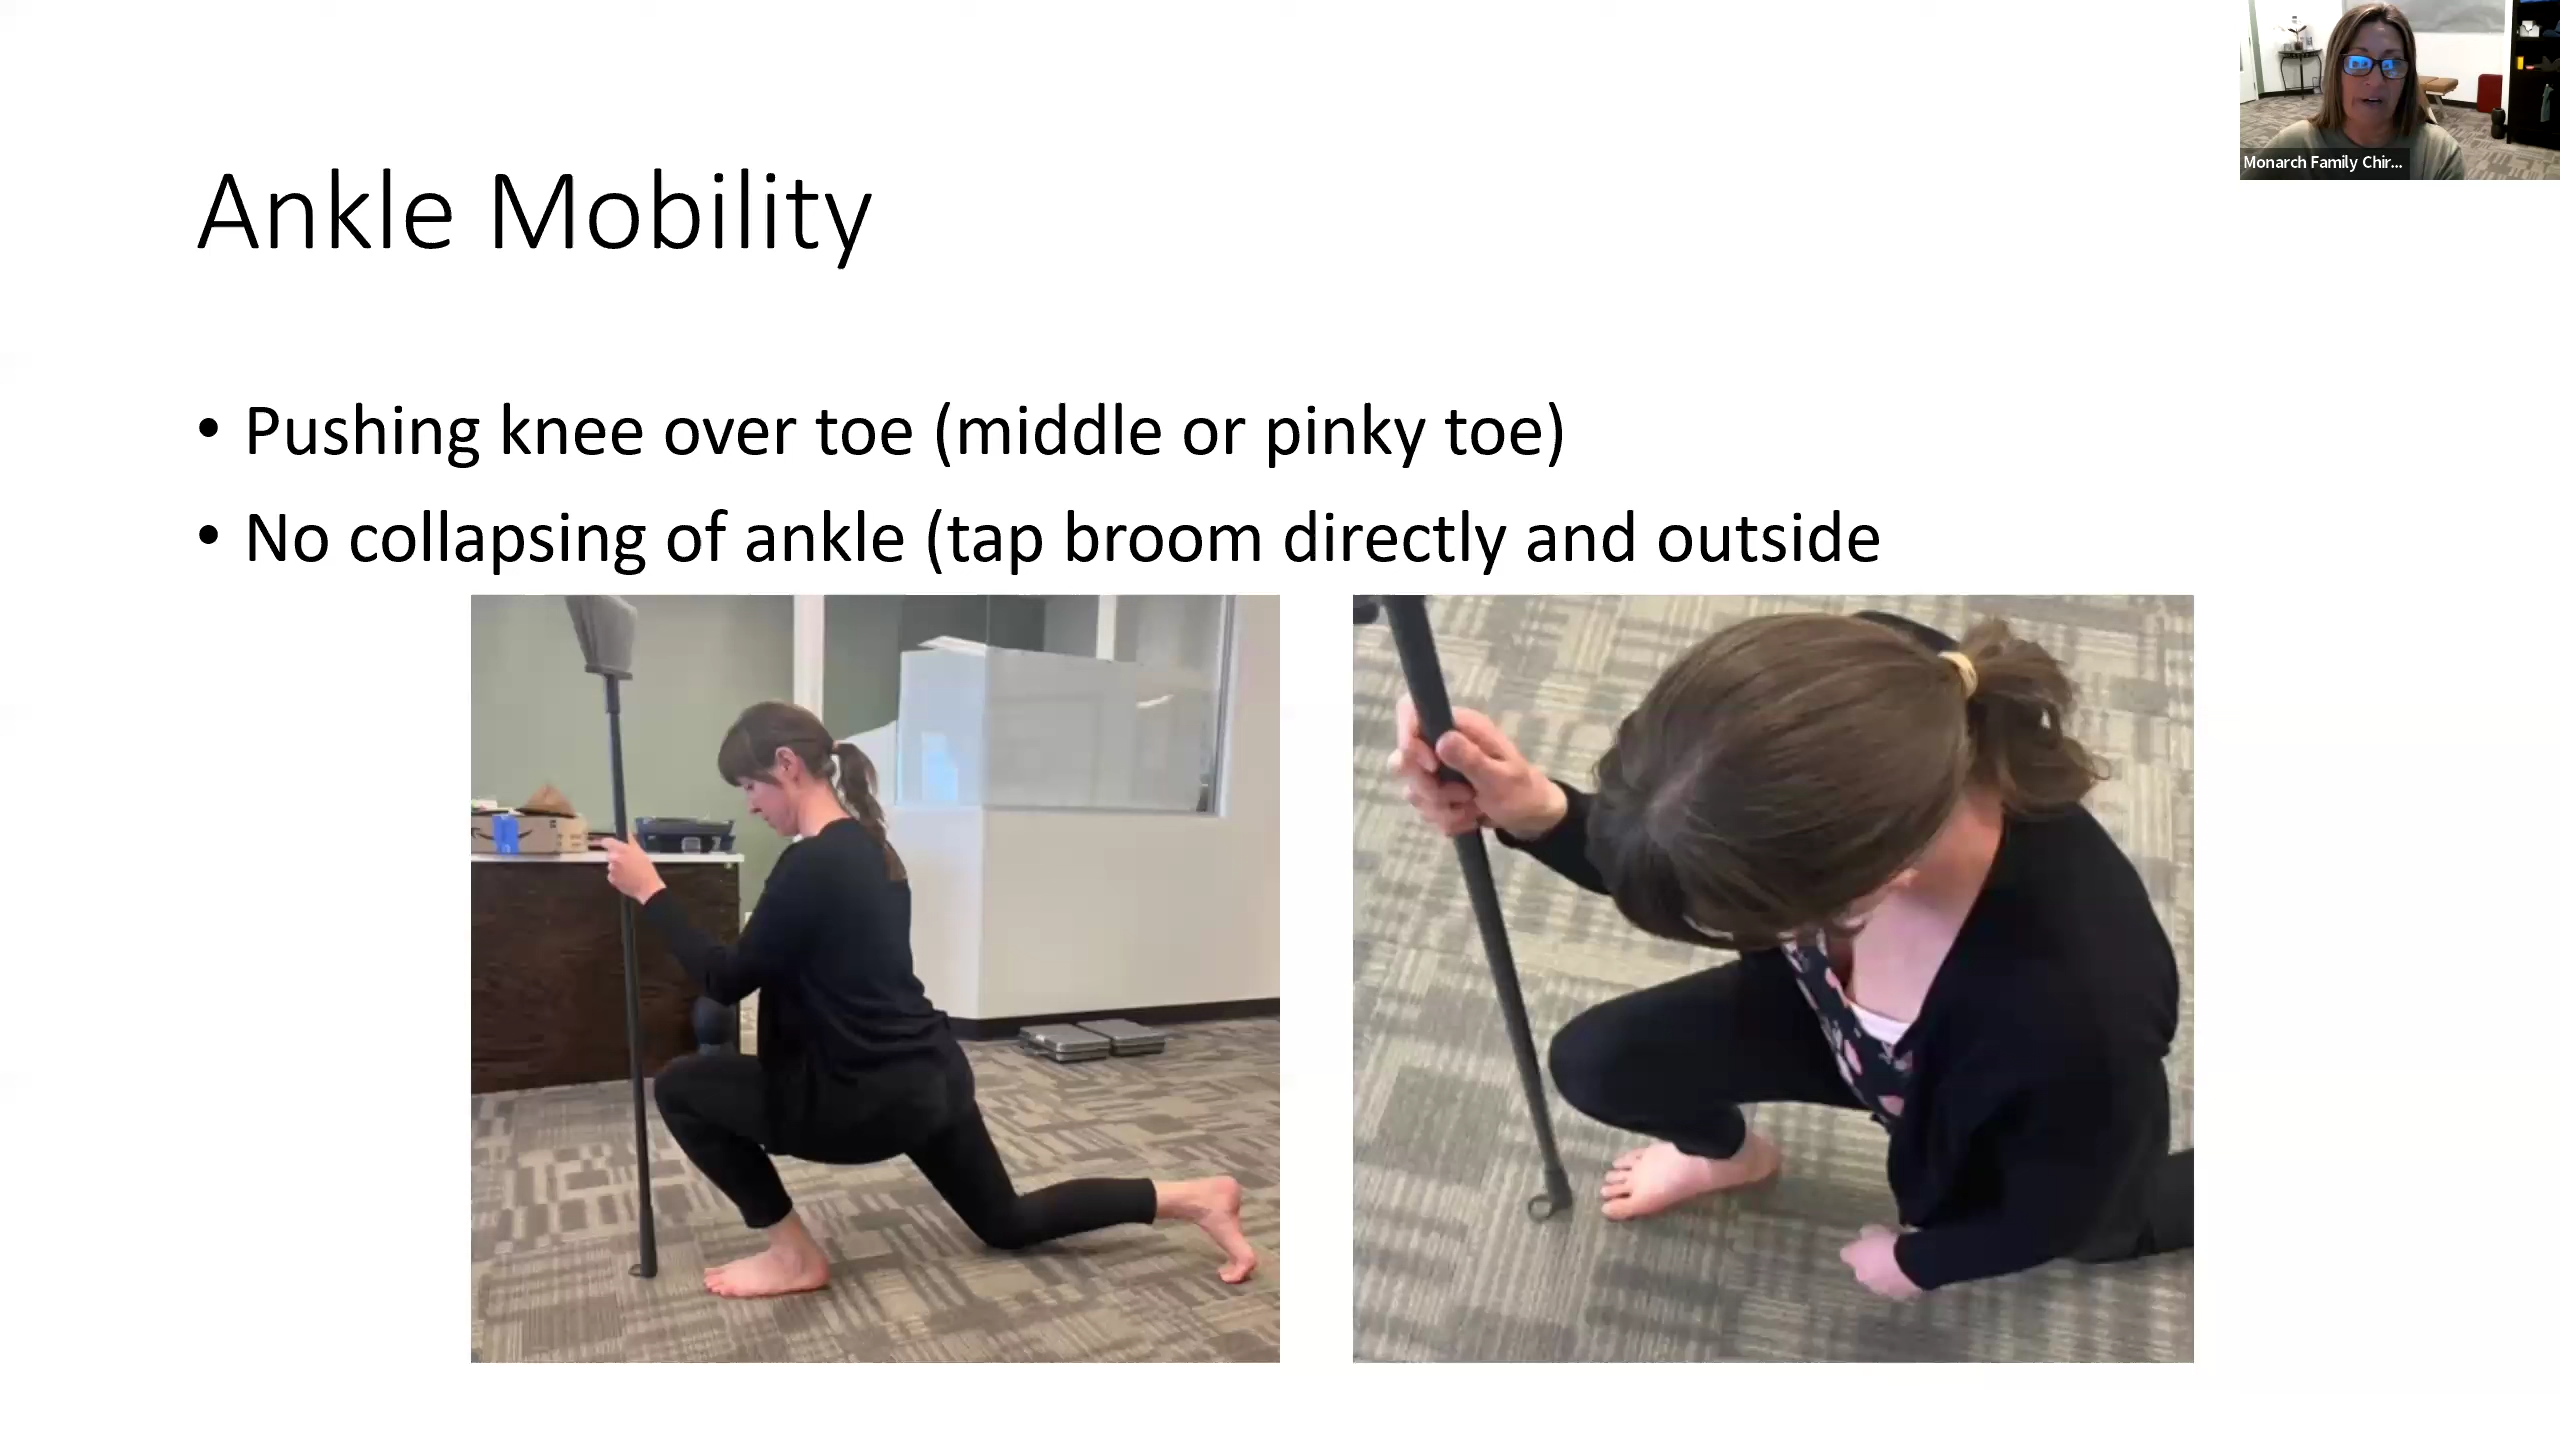 Monarch Family Chir...
Ankle Mobility
• Pushing knee over toe (middle or pinky toe)
• No collapsing of ankle (tap broom directly and outside